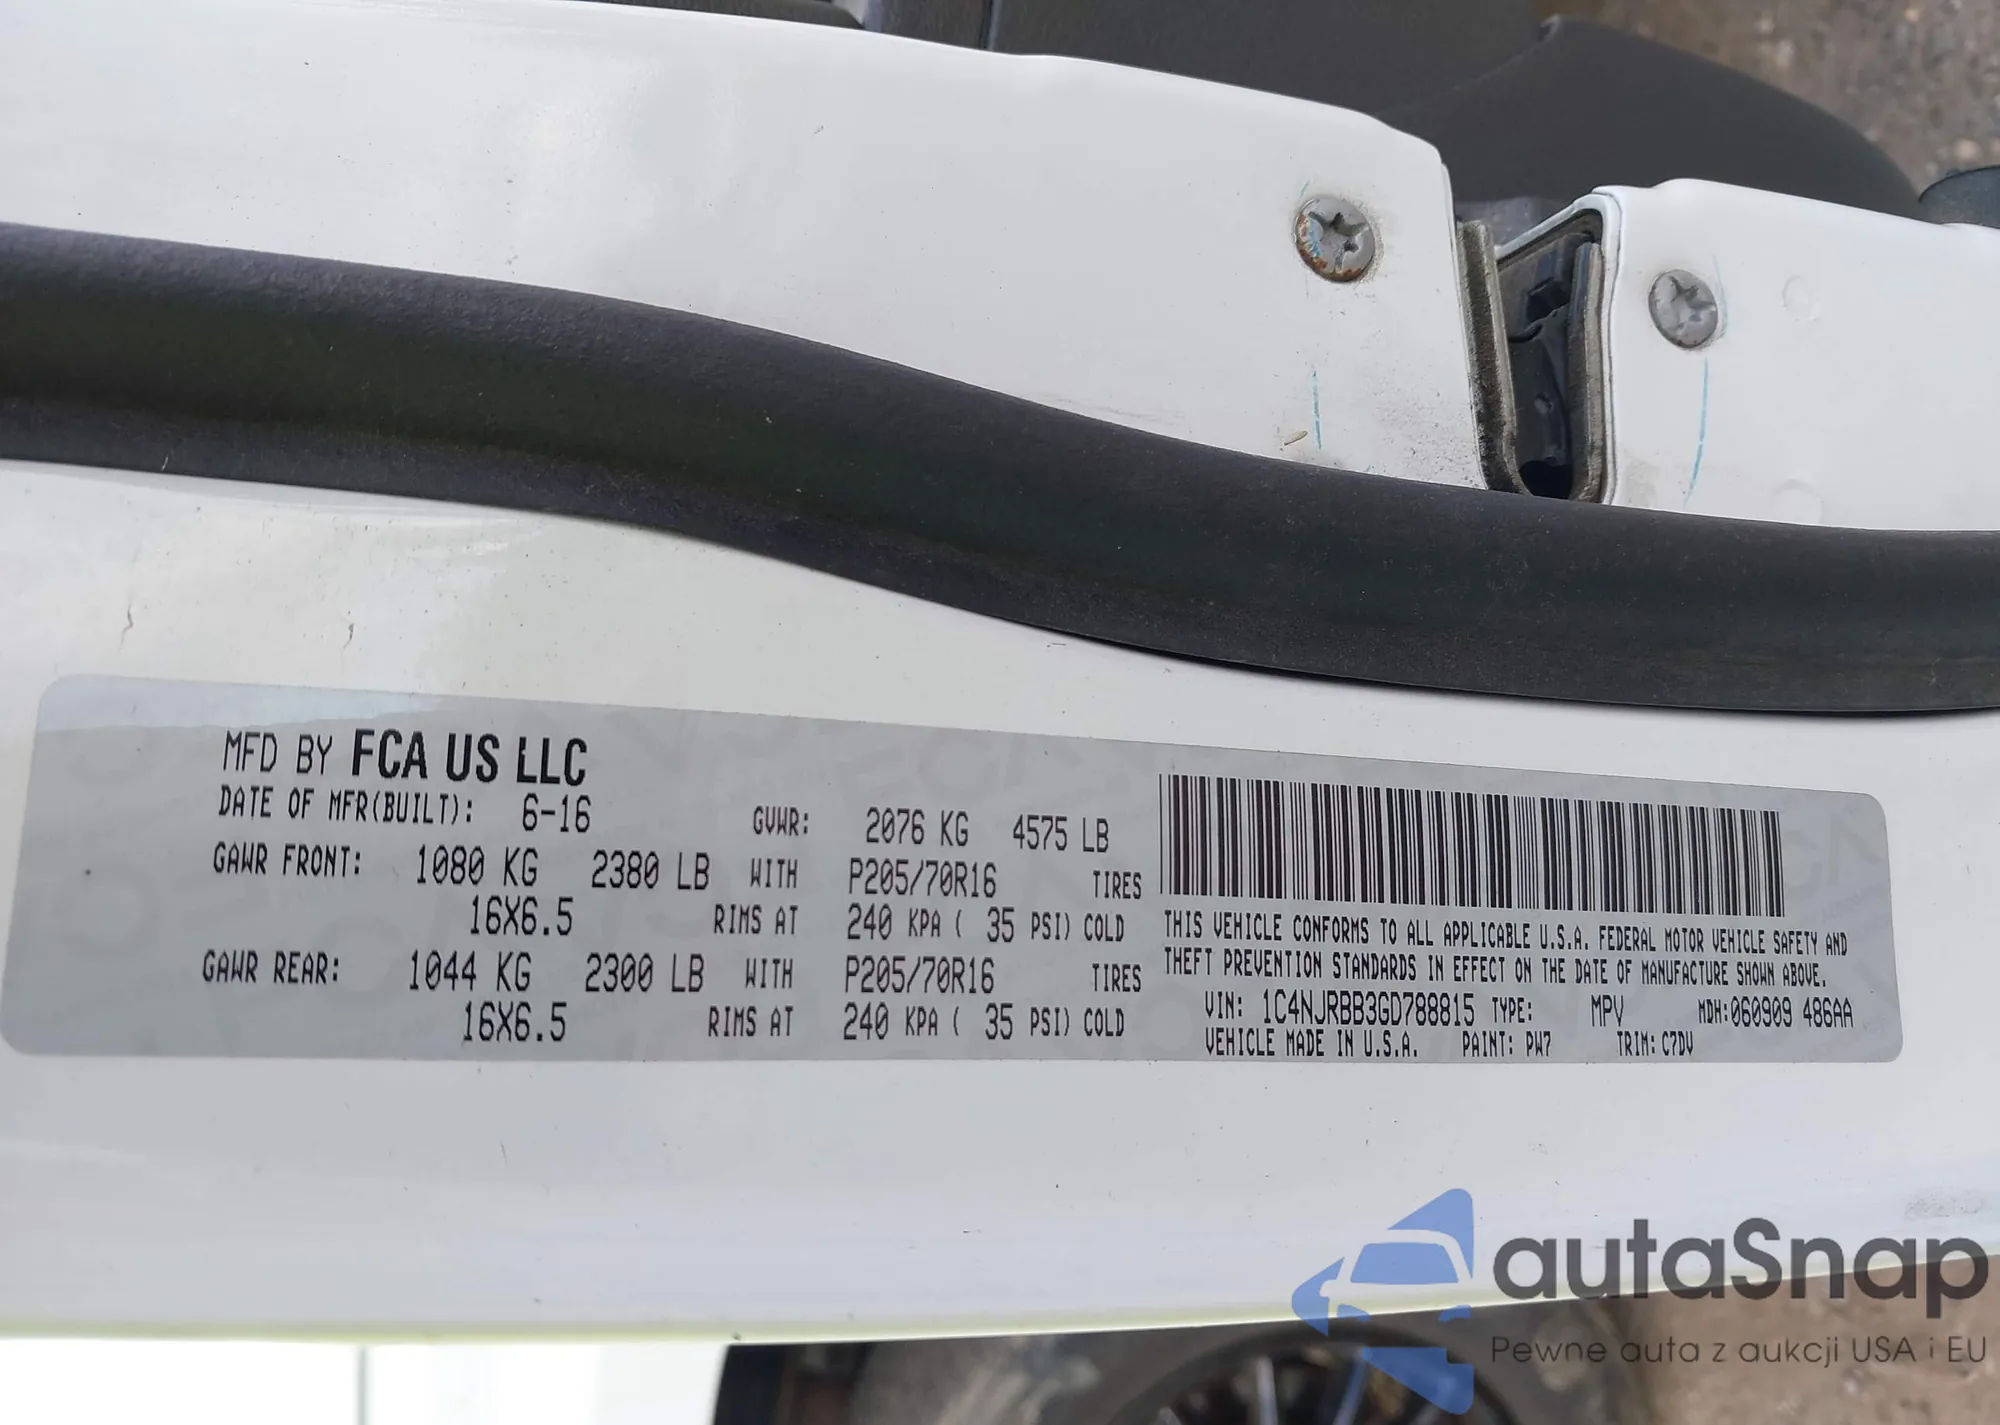 MFD BY FCA US LLC
DATE OF MFR(BUILT): 6-16 GVWR: 2076 KG 4575 LB
GAWR FRONT: 1080 KG 2380 LB WITH P205/70R16 TIRES
16X6.5 RIMS AT 240 KPA ( 35 PSI) COLD
GAWR REAR: 1044 KG 2300 LB WITH P205/70R16 TIRES
16X6.5 RIMS AT 240 KPA ( 35 PSI) COLD
THIS VEHICLE CONFORMS TO ALL APPLICABLE U.S.A. FEDERAL MOTOR VEHICLE SAFETY AND
THEFT PREVENTION STANDARDS IN EFFECT ON THE DATE OF MANUFACTURE SHOWN ABOVE.
VIN: 1C4NJRBB3GD788815 TYPE: MPV MDH:060909 486AA
VEHICLE MADE IN U.S.A. PAINT: PW7 TRIM: C7DV
autaSnap
Pewne auta z aukcji USA i EU